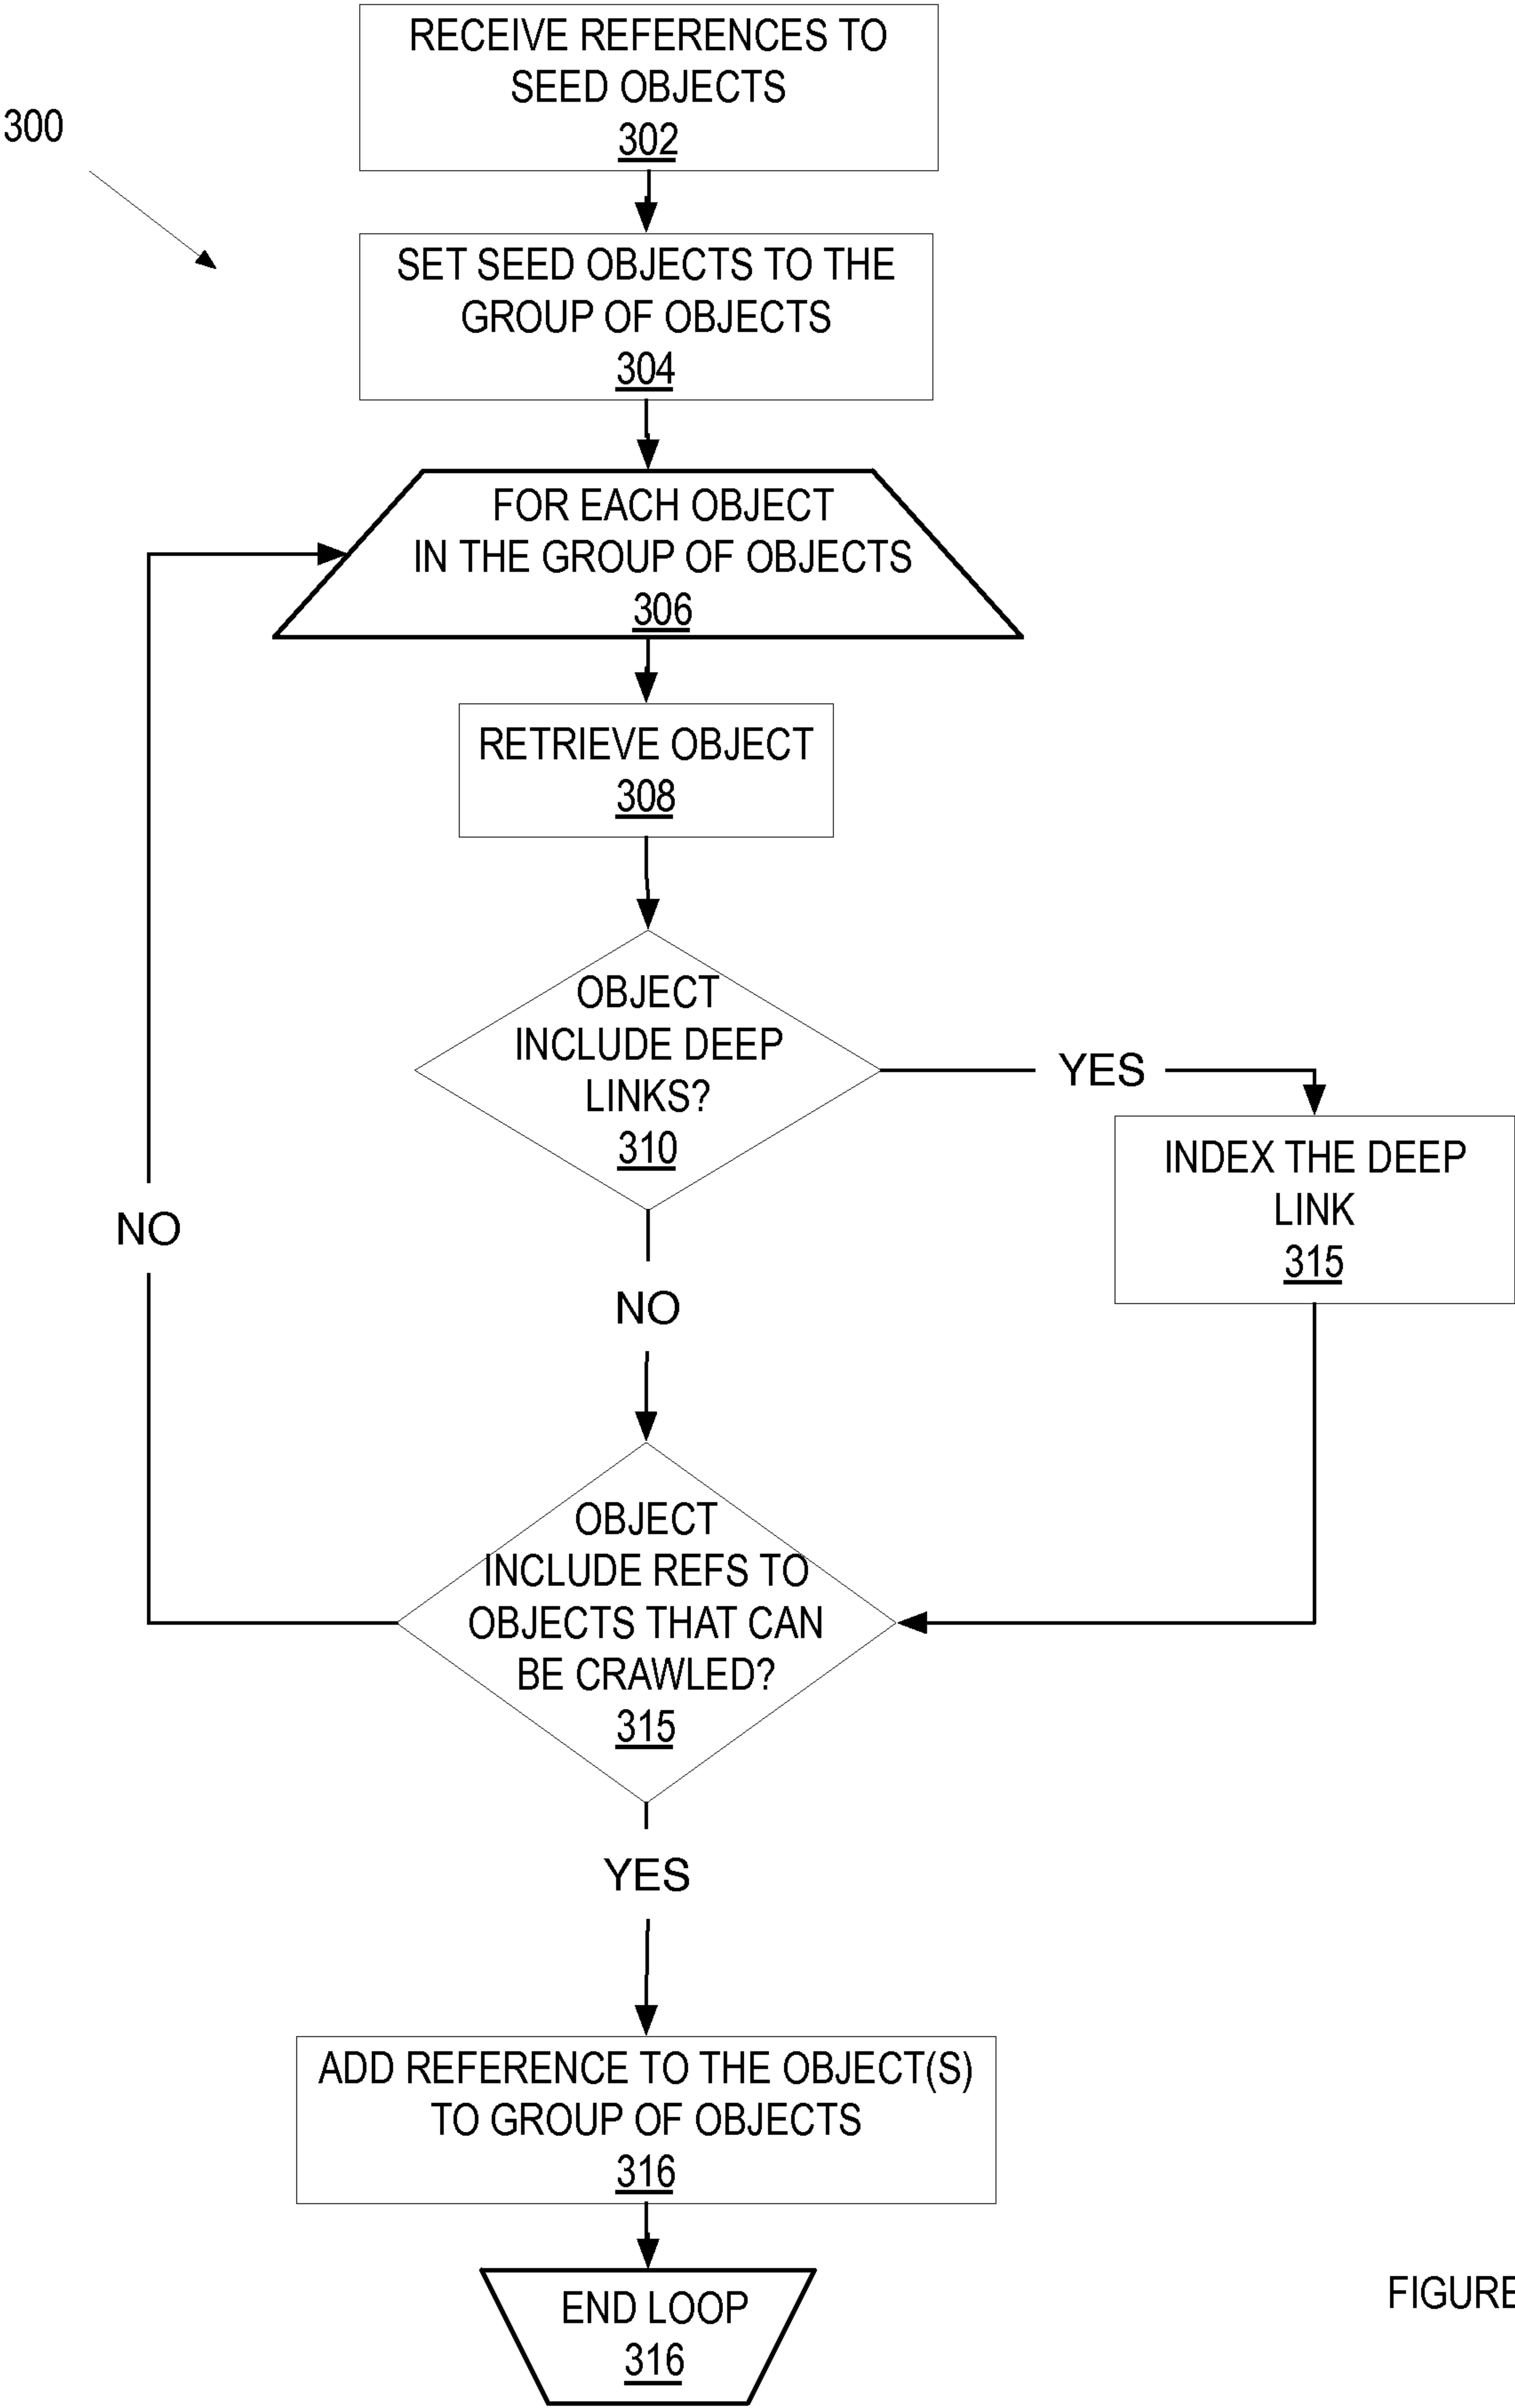 RECEIVE REFERENCES TO
SEED OBJECTS
302
300
SET SEED OBJECTS TO THE
GROUP OF OBJECTS
304
FOR EACH OBJECT
IN THE GROUP OF OBJECTS
306
RETRIEVE OBJECT
308
OBJECT
INCLUDE DEEP
LINKS?
310
YES
INDEX THE DEEP
LINK
315
NO
NO
OBJECT
INCLUDE REFS TO
OBJECTS THAT CAN
BE CRAWLED?
315
YES
ADD REFERENCE TO THE OBJECT(S)
TO GROUP OF OBJECTS
316
END LOOP
316
FIGURE